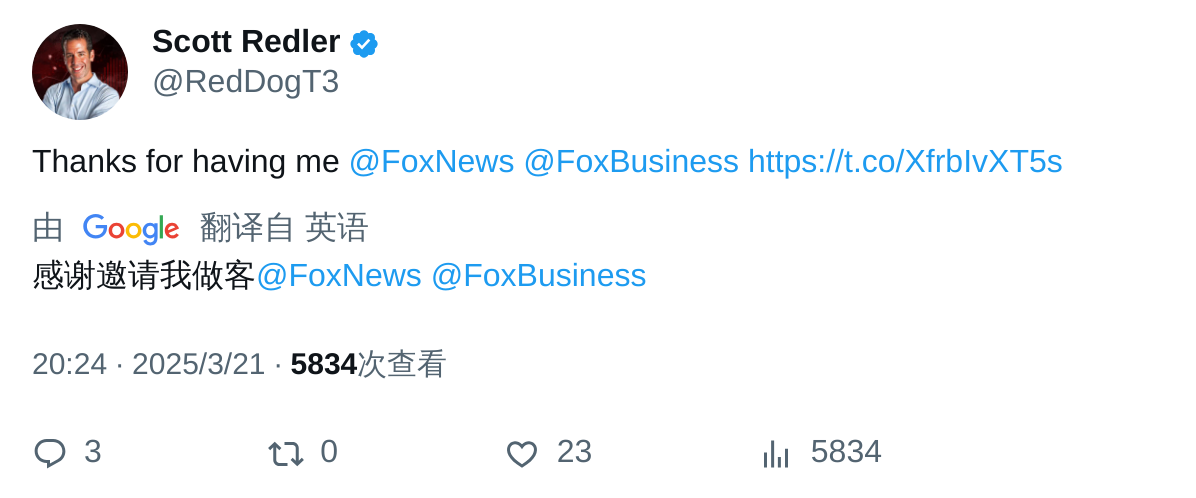 Scott Redler
@RedDogT3
Thanks for having me @FoxNews @FoxBusiness https://t.co/XfrbIvXT5s
由 Google 翻译自 英语
感谢邀请我做客@FoxNews @FoxBusiness
20:24 · 2025/3/21 · 5834次查看
3 0 23 5834